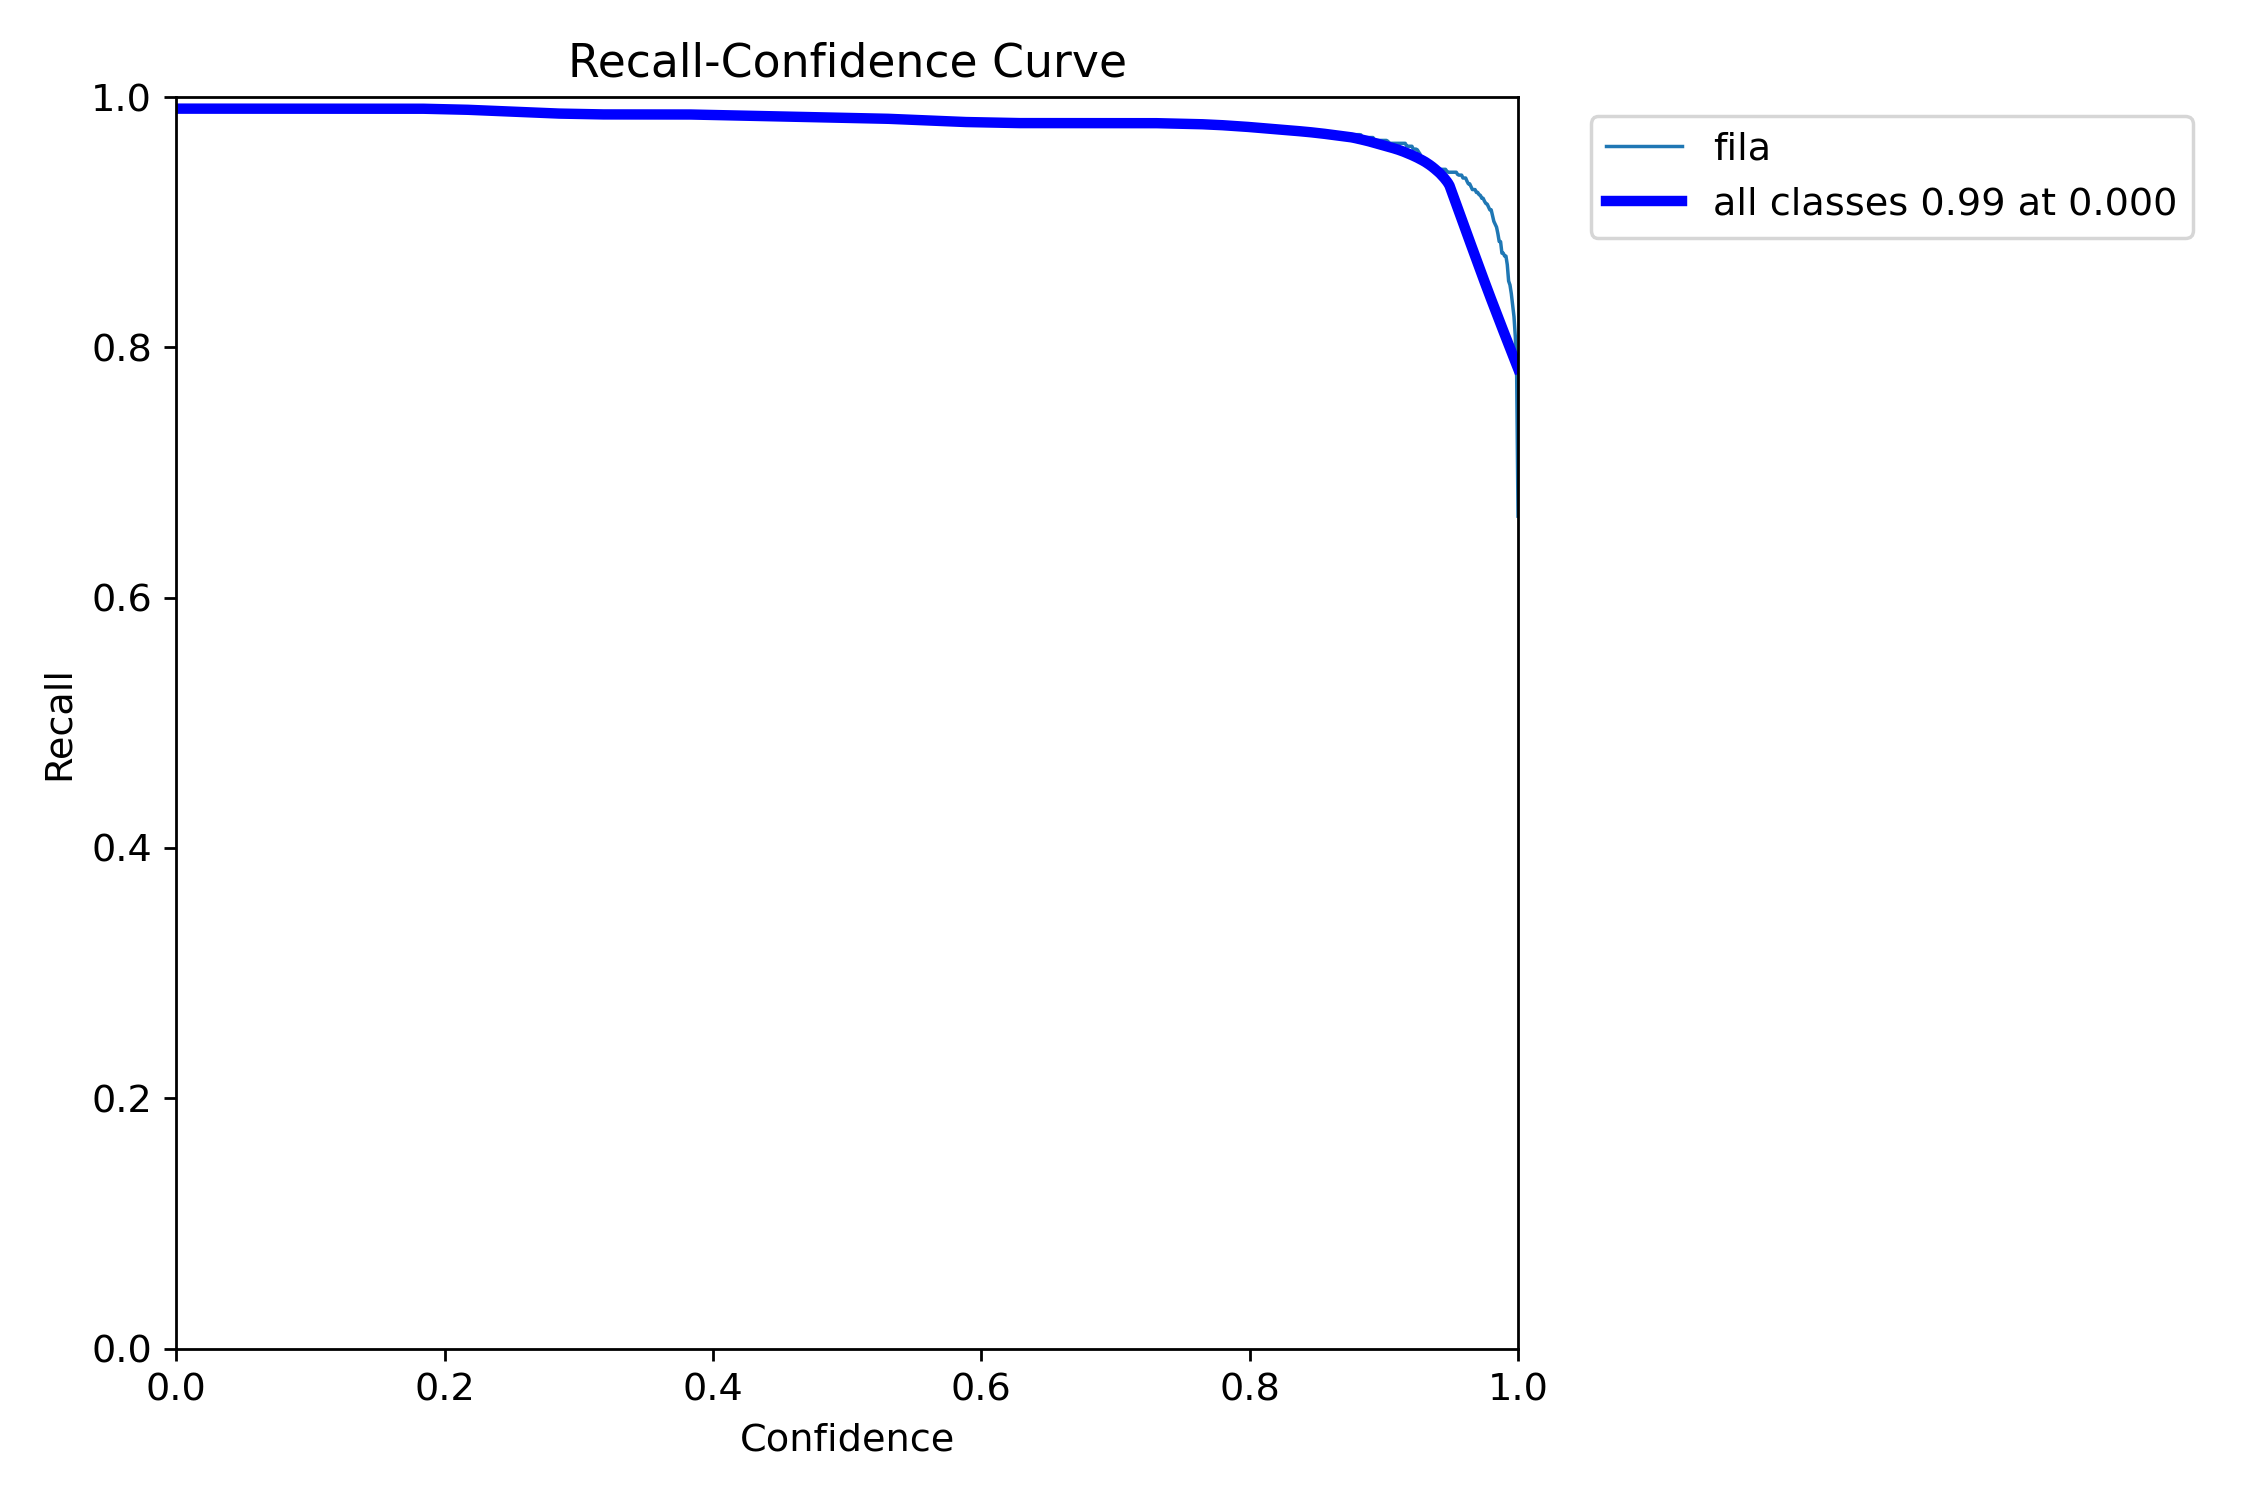 Recall-Confidence Curve
1.0
0.8
0.6
0.4
0.2
0.0
Recall
0.0 0.2 0.4 0.6 0.8 1.0
Confidence
fila
all classes 0.99 at 0.000